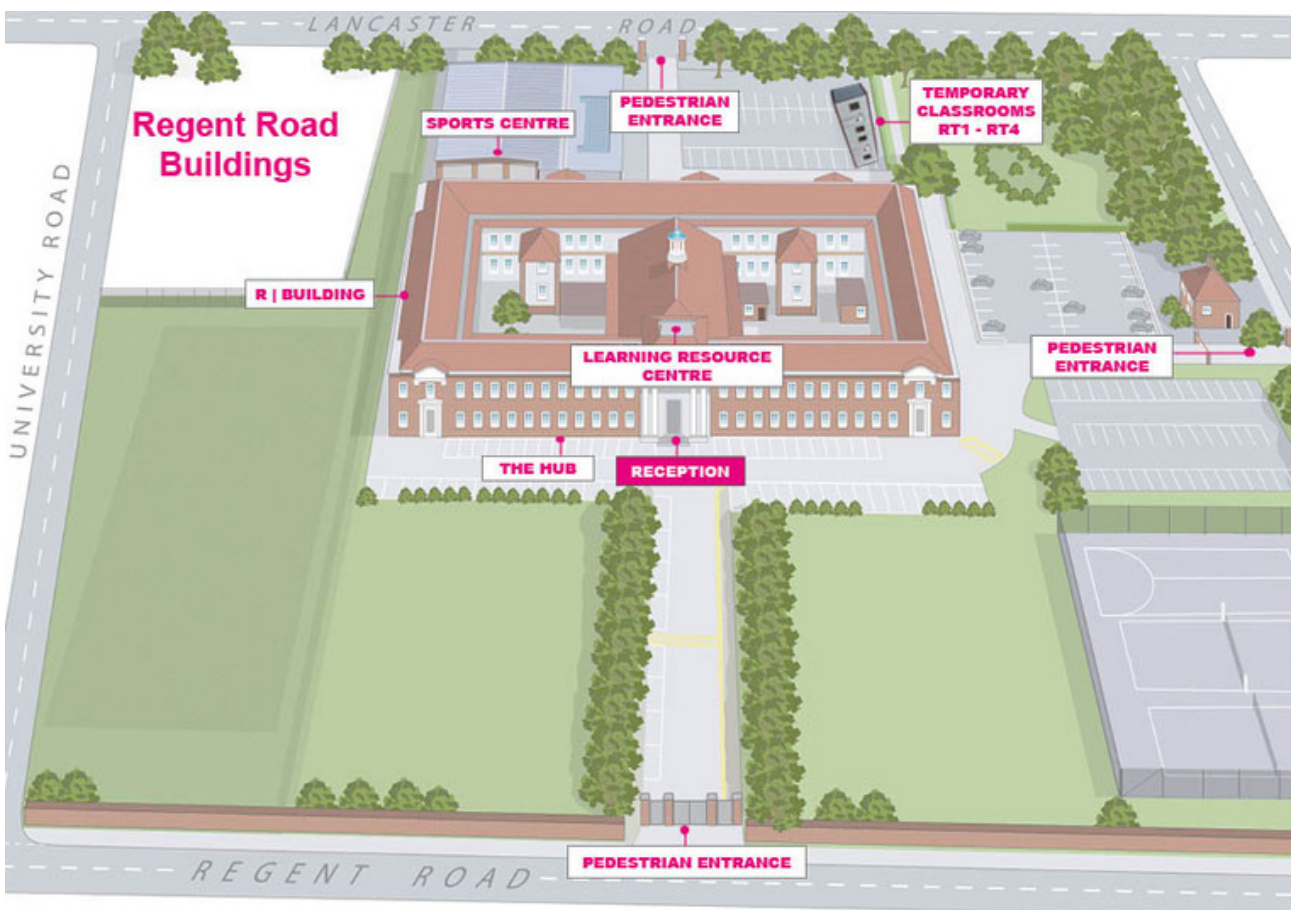 LANCASTER ROAD
Regent Road
Buildings
SPORTS CENTRE
PEDESTRIAN
ENTRANCE
TEMPORARY
CLASSROOMS
RT1 - RT4
UNIVERSITY ROAD
R | BUILDING
LEARNING RESOURCE
CENTRE
PEDESTRIAN
ENTRANCE
THE HUB
RECEPTION
PEDESTRIAN ENTRANCE
REGENT ROAD